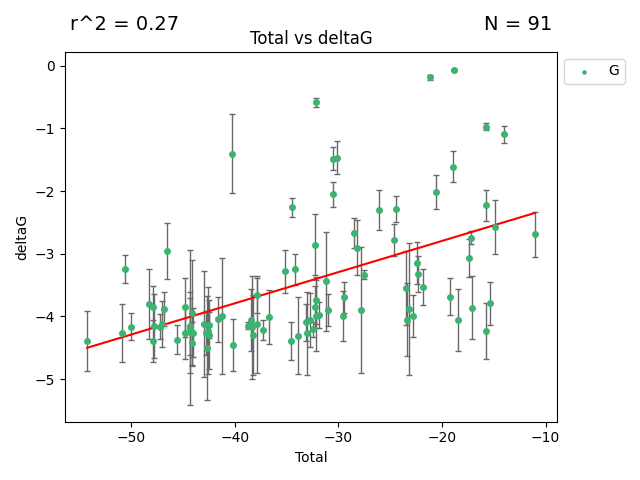 r^2 = 0.27
N = 91
Total vs deltaG
G
0
−1
−2
−3
−4
−5
deltaG
−50
−40
−30
−20
−10
Total